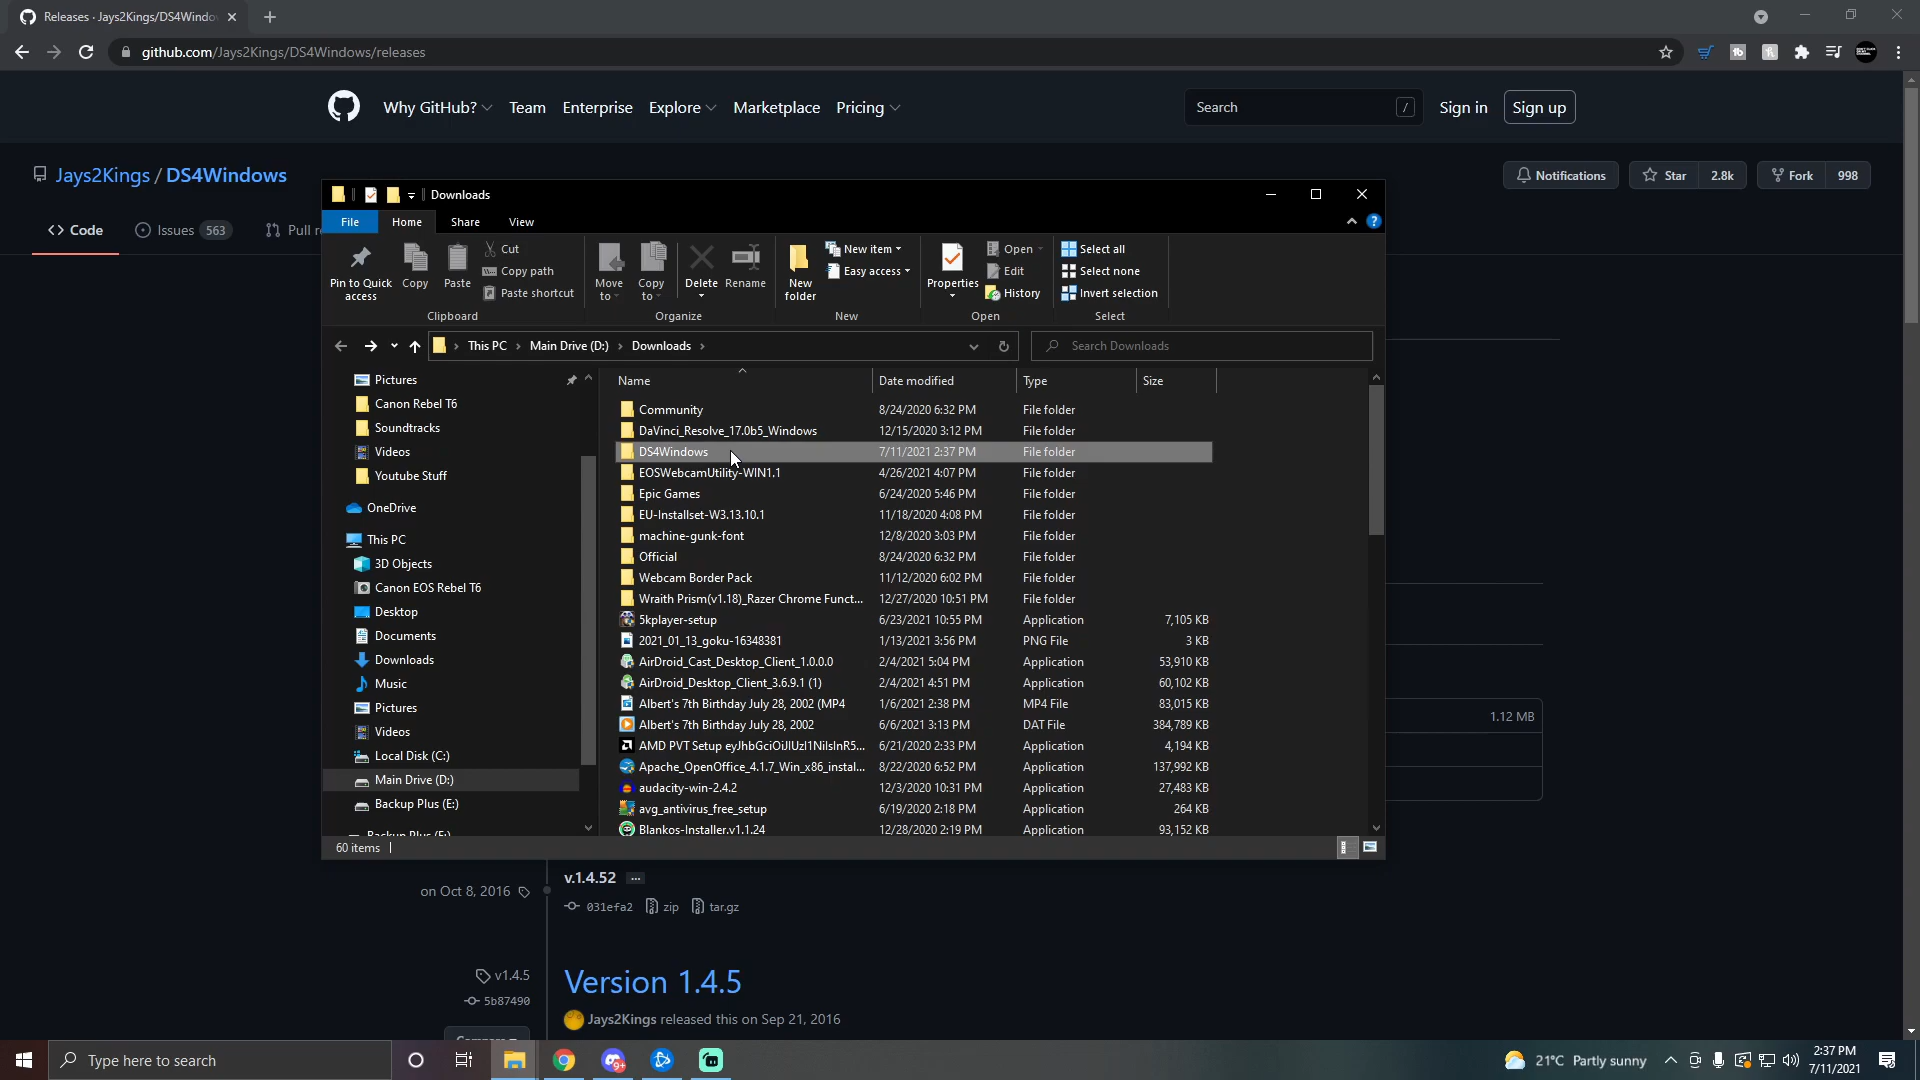 Releases · Jays2Kings/DS4Windo
github.com/Jays2Kings/DS4Windows/releases
Why GitHub? Team Enterprise Explore Marketplace Pricing
Search /
Sign in Sign up
Jays2Kings / DS4Windows
Notifications
Star 2.8k
Fork 998
Code
Issues 563
Pull r
Downloads
File Home Share View
Pin to Quick access
Copy
Paste
Cut
Copy path
Paste shortcut
Clipboard
Move to
Copy to
Delete
Rename
Organize
New folder
New item
Easy access
New
Properties
Open
Edit
History
Open
Select all
Select none
Invert selection
Select
This PC > Main Drive (D:) > Downloads >
Search Downloads
Pictures
Canon Rebel T6
Soundtracks
Videos
Youtube Stuff
OneDrive
This PC
3D Objects
Canon EOS Rebel T6
Desktop
Documents
Downloads
Music
Pictures
Videos
Local Disk (C:)
Main Drive (D:)
Backup Plus (E:)
Name Date modified Type Size
Community 8/24/2020 6:32 PM File folder
DaVinci_Resolve_17.0b5_Windows 12/15/2020 3:12 PM File folder
DS4Windows 7/11/2021 2:37 PM File folder
EOSWebcamUtility-WIN1.1 4/26/2021 4:07 PM File folder
Epic Games 6/24/2020 5:46 PM File folder
EU-Installset-W3.13.10.1 11/18/2020 4:08 PM File folder
machine-gunk-font 12/8/2020 3:03 PM File folder
Official 8/24/2020 6:32 PM File folder
Webcam Border Pack 11/12/2020 6:02 PM File folder
Wraith Prism(v1.18)_Razer Chrome Funct... 12/27/2020 10:51 PM File folder
5kplayer-setup 6/23/2021 10:55 PM Application 7,105 KB
2021_01_13_goku-16348381 1/13/2021 3:56 PM PNG File 3 KB
AirDroid_Cast_Desktop_Client_1.0.0.0 2/4/2021 5:04 PM Application 53,910 KB
AirDroid_Desktop_Client_3.6.9.1 (1) 2/4/2021 4:51 PM Application 60,102 KB
Albert's 7th Birthday July 28, 2002 (MP4 1/6/2021 2:38 PM MP4 File 83,015 KB
Albert's 7th Birthday July 28, 2002 6/6/2021 3:13 PM DAT File 384,789 KB
AMD PVT Setup 6/21/2020 2:33 PM Application 4,194 KB
Apache_OpenOffice_4.1.7_Win_x86_instal... 8/22/2020 6:52 PM Application 137,992 KB
audacity-win-2.4.2 12/3/2020 10:31 PM Application 27,483 KB
avg_antivirus_free_setup 6/19/2020 2:18 PM Application 264 KB
Blankos-Installer.v1.1.24 12/28/2020 2:19 PM Application 93,152 KB
60 items
1.12 MB
on Oct 8, 2016
v.1.4.52 ...
031efa2 zip tar.gz
v1.4.5
5b87490
Version 1.4.5
Jays2Kings released this on Sep 21, 2016
Type here to search
9+
21°C Partly sunny
2:37 PM
7/11/2021